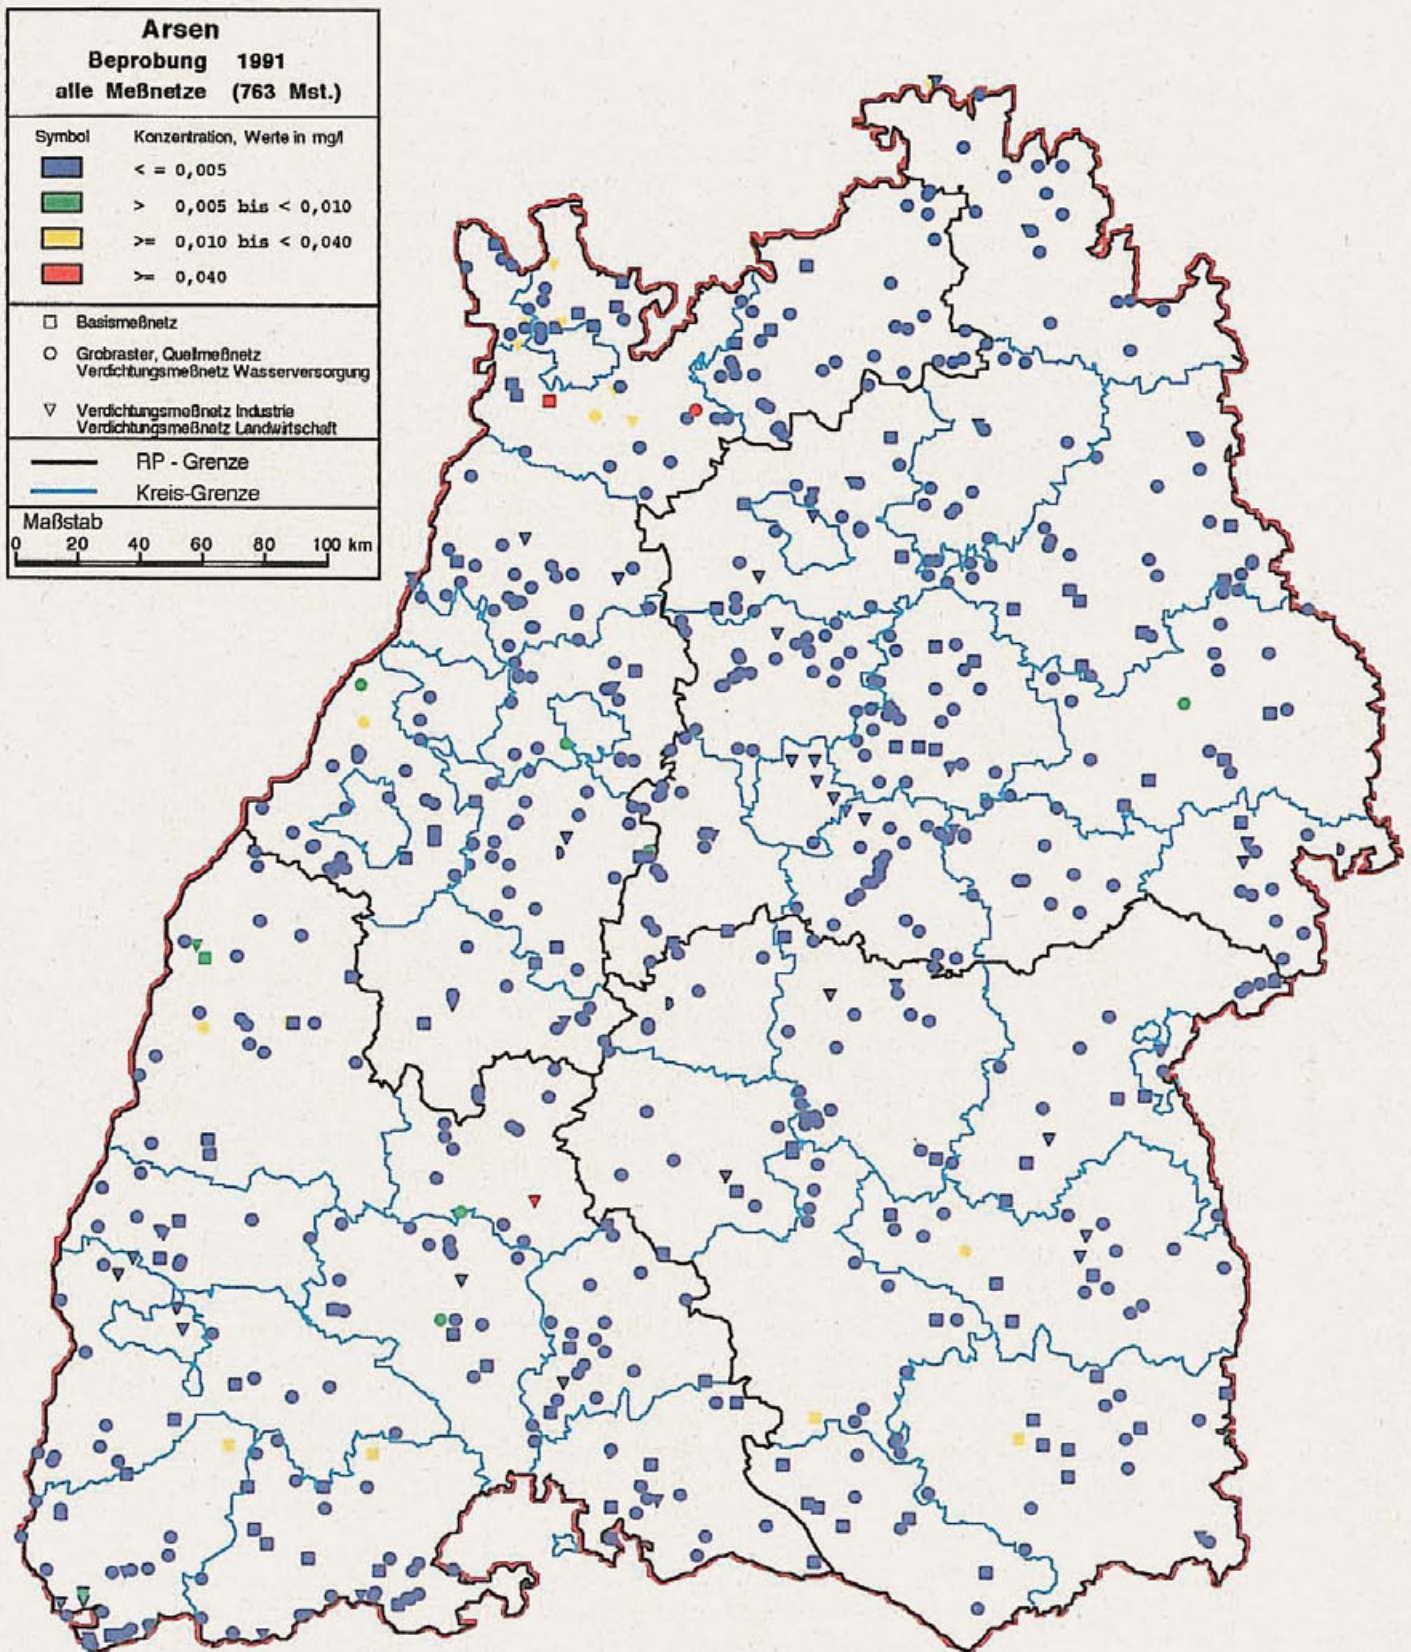 Arsen
Beprobung 1991
alle Meßnetze (763 Mst.)
Symbol Konzentration, Werte in mg/l
< = 0,005
> 0,005 bis < 0,010
>= 0,010 bis < 0,040
>= 0,040
Basismeßnetz
Grobraster, Quellmeßnetz
Verdichtungsmeßnetz Wasserversorgung
Verdichtungsmeßnetz Industrie
Verdichtungsmeßnetz Landwirtschaft
RP - Grenze
Kreis-Grenze
Maßstab
0 20 40 60 80 100 km